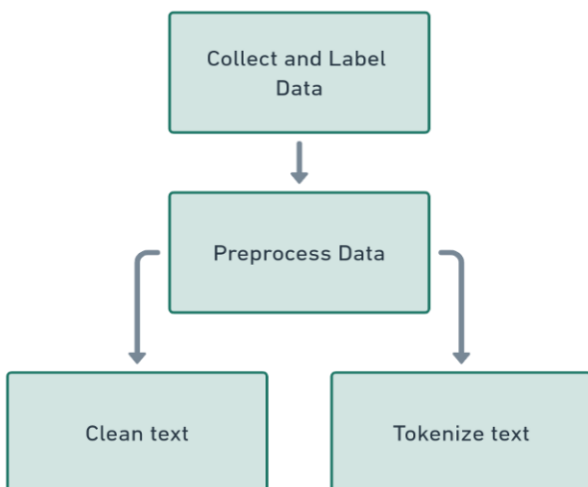 Collect and Label
Data
Preprocess Data
Clean text
Tokenize text